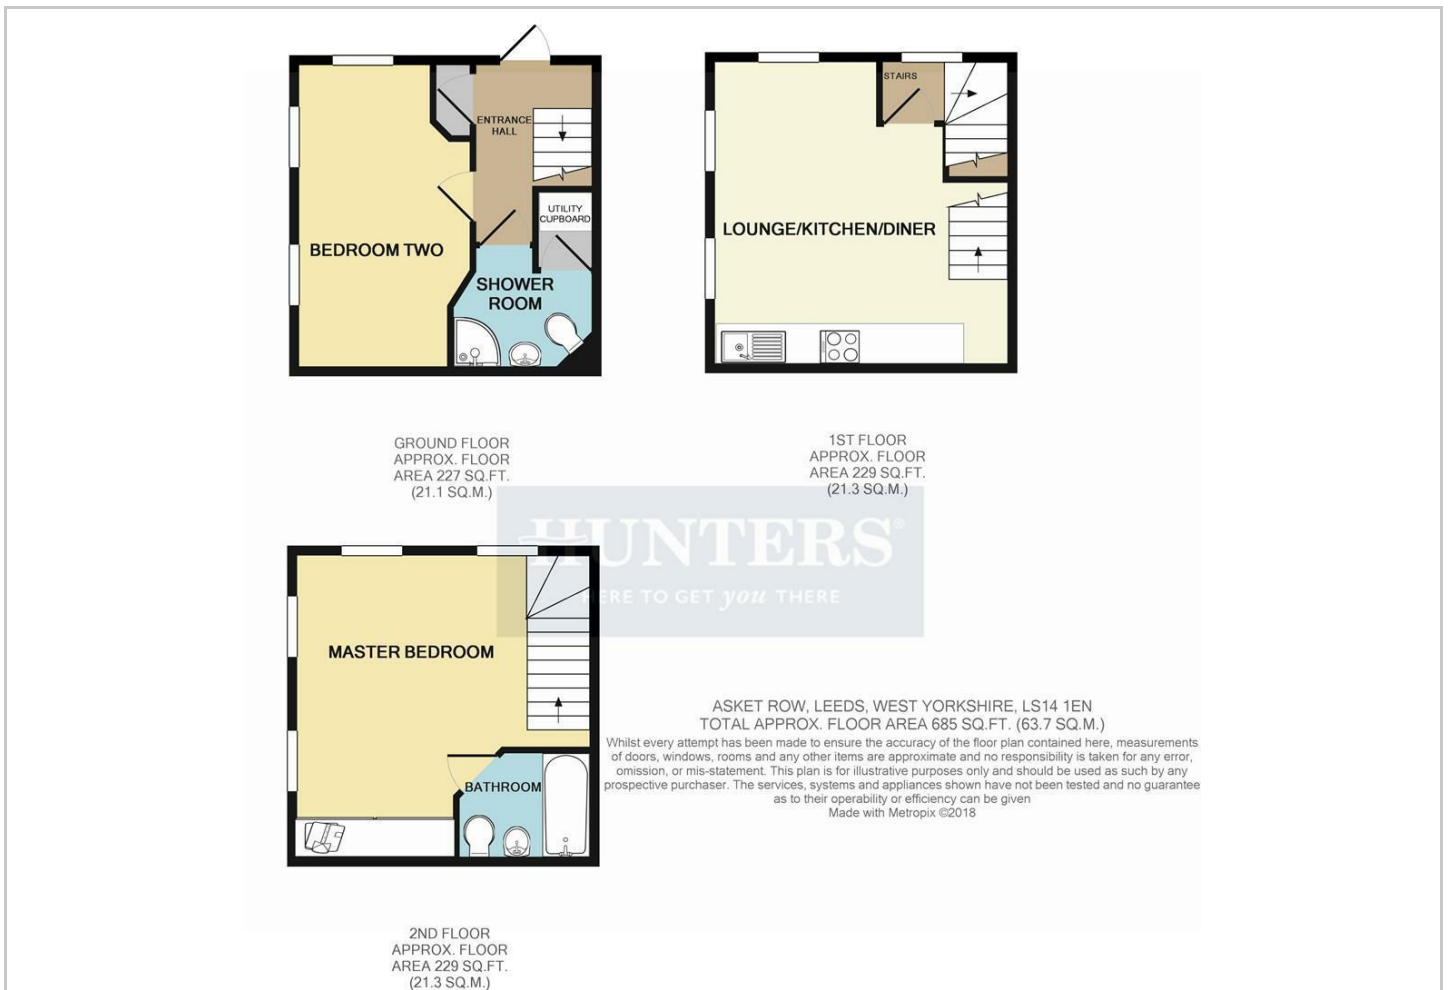 ENTRANCE
HALL
UTILITY
CUPBOARD
BEDROOM TWO
SHOWER
ROOM
GROUND FLOOR
APPROX. FLOOR
AREA 227 SQ.FT.
(21.1 SQ.M.)
STAIRS
LOUNGE/KITCHEN/DINER
1ST FLOOR
APPROX. FLOOR
AREA 229 SQ.FT.
(21.3 SQ.M.)
HUNTERS®
HERE TO GET you THERE
MASTER BEDROOM
BATHROOM
2ND FLOOR
APPROX. FLOOR
AREA 229 SQ.FT.
(21.3 SQ.M.)
ASKET ROW, LEEDS, WEST YORKSHIRE, LS14 1EN
TOTAL APPROX. FLOOR AREA 685 SQ.FT. (63.7 SQ.M.)
Whilst every attempt has been made to ensure the accuracy of the floor plan contained here, measurements
of doors, windows, rooms and any other items are approximate and no responsibility is taken for any error,
omission, or mis-statement. This plan is for illustrative purposes only and should be used as such by any
prospective purchaser. The services, systems and appliances shown have not been tested and no guarantee
as to their operability or efficiency can be given
Made with Metropix ©2018